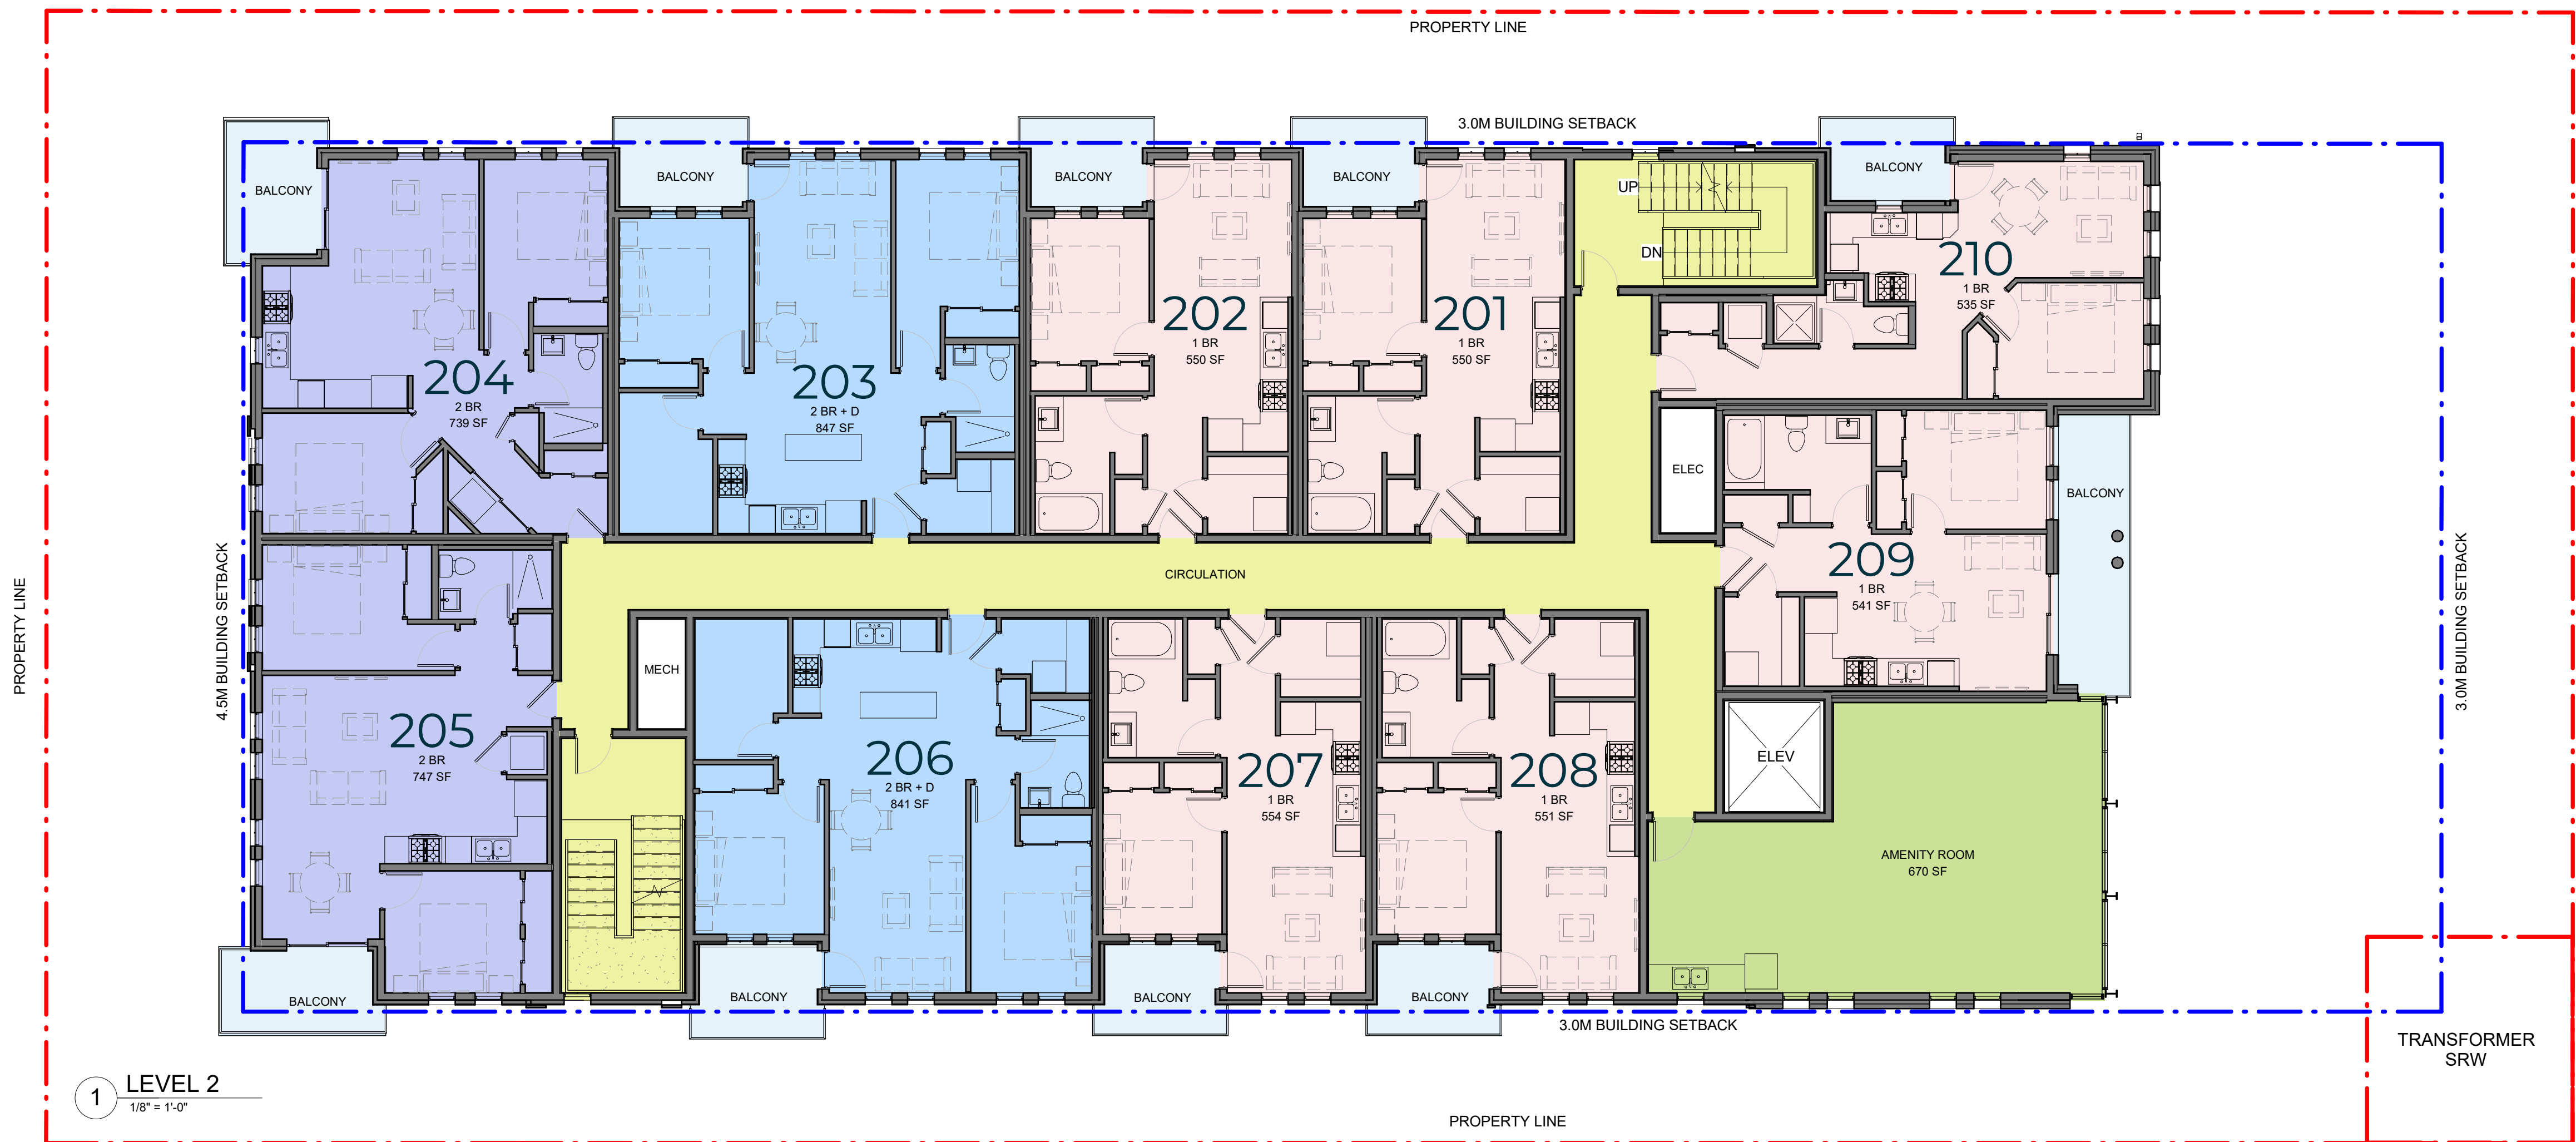 PROPERTY LINE
3.0M BUILDING SETBACK
BALCONY
BALCONY
BALCONY
BALCONY
BALCONY
UP
DN
204
2 BR
739 SF
203
2 BR + D
847 SF
202
1 BR
550 SF
201
1 BR
550 SF
210
1 BR
535 SF
ELEC
BALCONY
CIRCULATION
209
1 BR
541 SF
PROPERTY LINE
4.5M BUILDING SETBACK
3.0M BUILDING SETBACK
MECH
205
2 BR
747 SF
206
2 BR + D
841 SF
207
1 BR
554 SF
208
1 BR
551 SF
ELEV
AMENITY ROOM
670 SF
BALCONY
BALCONY
BALCONY
BALCONY
3.0M BUILDING SETBACK
TRANSFORMER
SRW
1
LEVEL 2
1/8" = 1'-0"
PROPERTY LINE